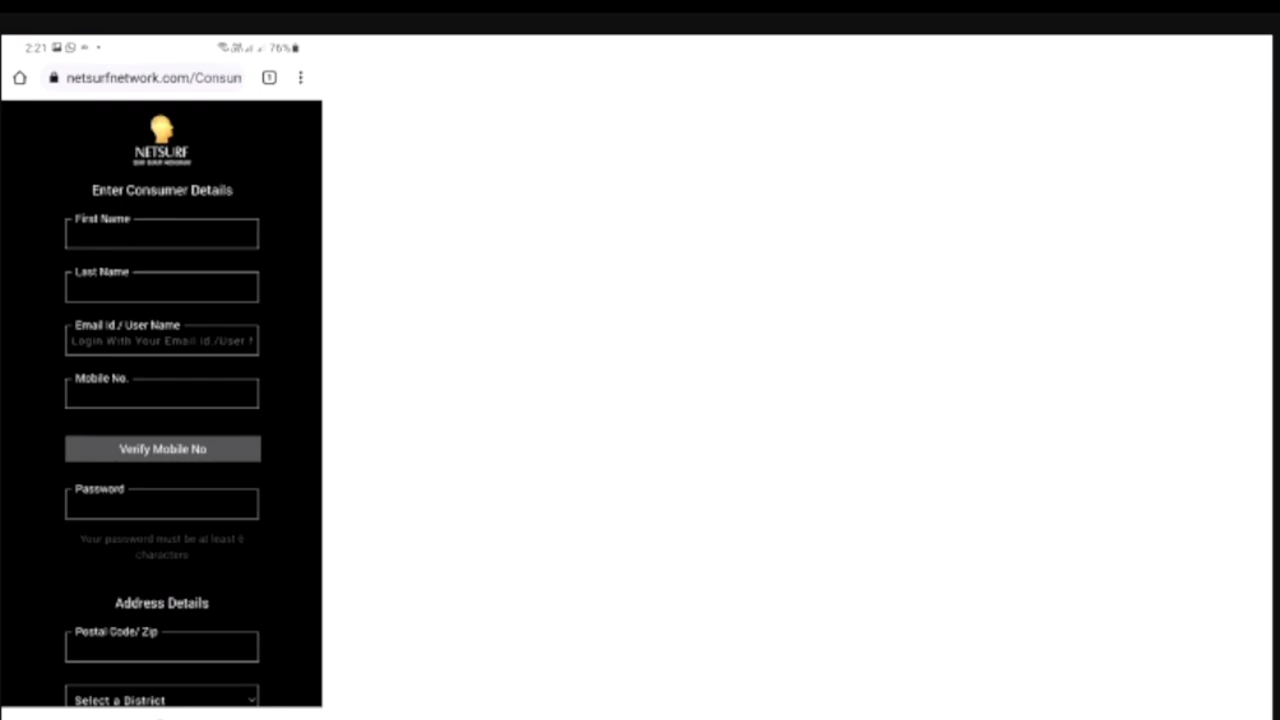 2:21
76%
netsurfnetwork.com/Consun
1
NETSURF
Enter Consumer Details
First Name
Last Name
Email Id./ User Name
Login With Your Email id./User
Mobile No.
Verify Mobile No
Password
Your password must be at least 6
characters
Address Details
Postal Code/ Zip
Select a District